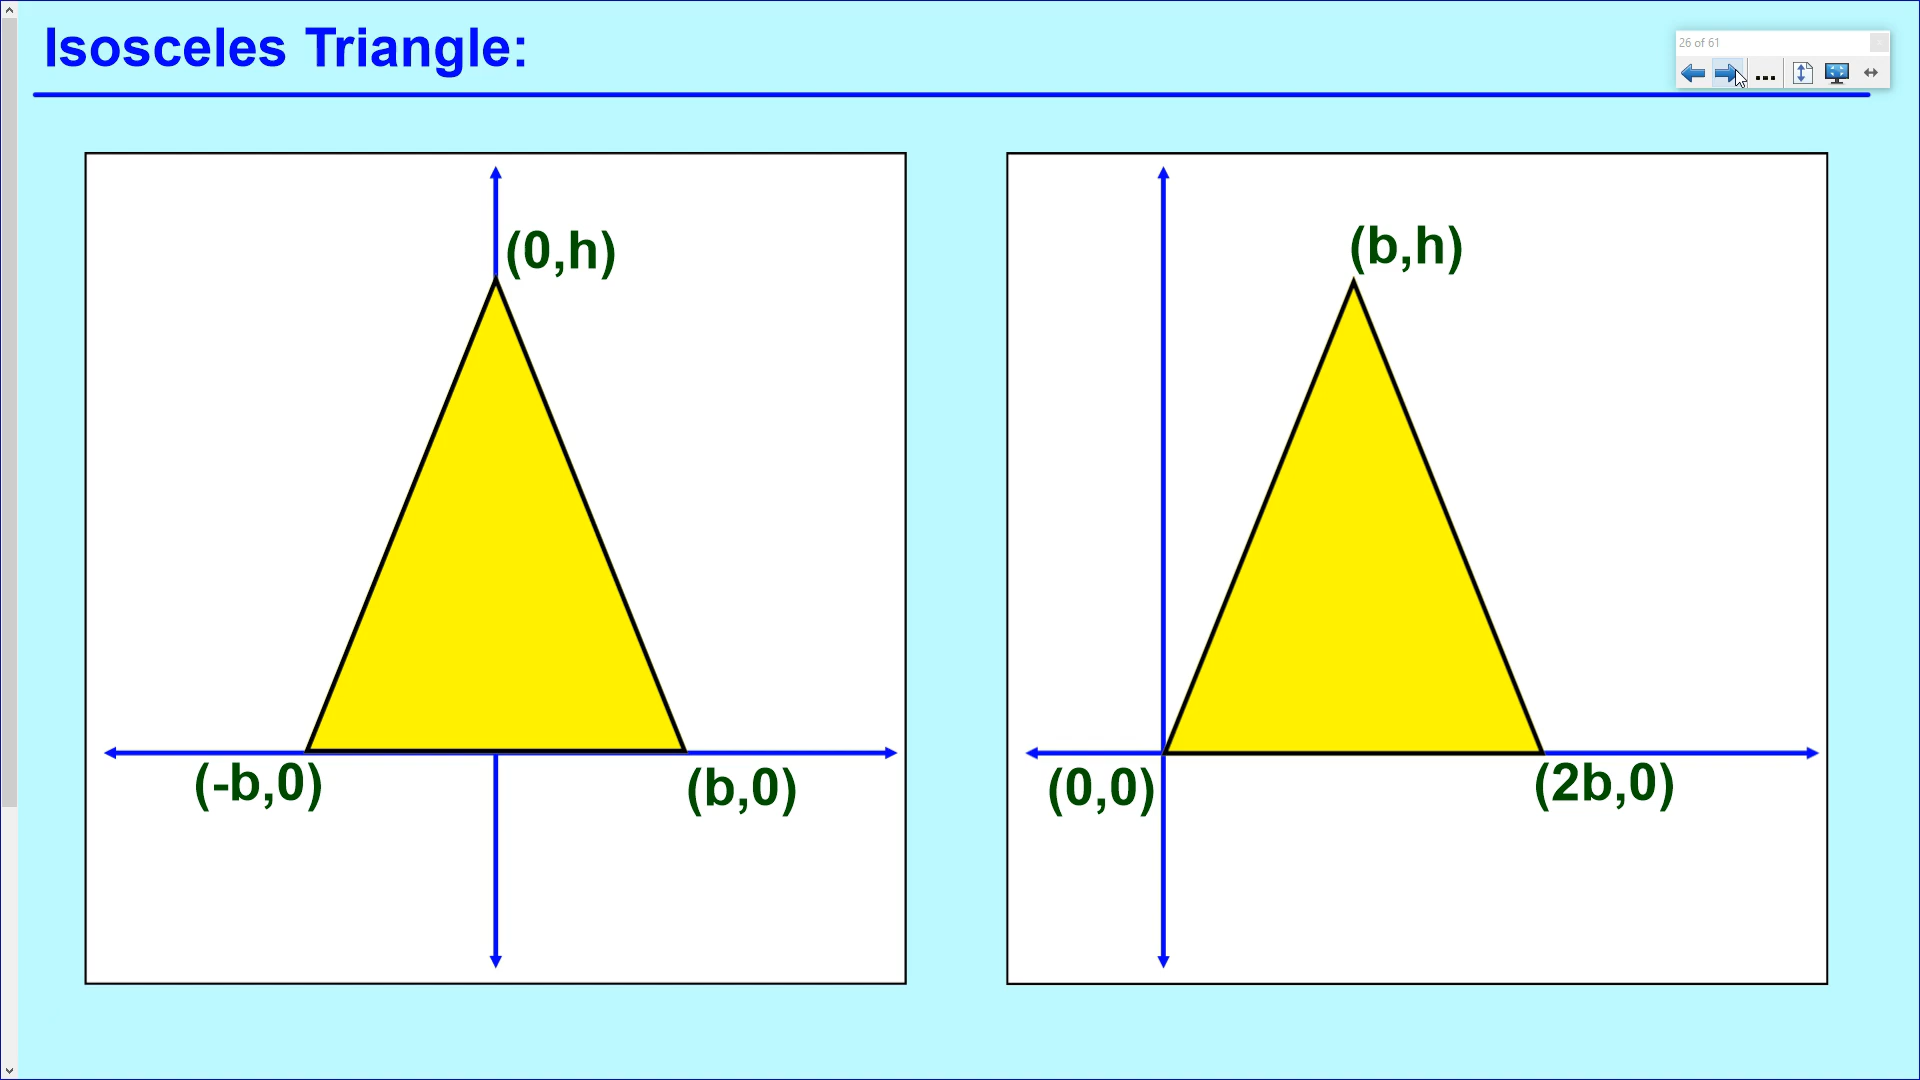 Isosceles Triangle:
26 of 61
(0,h)
(-b,0)
(b,0)
(b,h)
(0,0)
(2b,0)